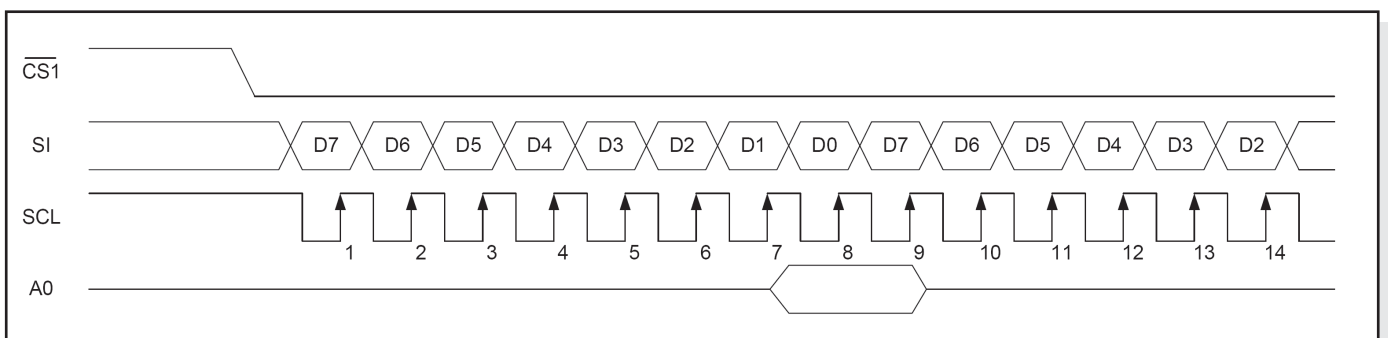 C̅S̅1
SI D7 D6 D5 D4 D3 D2 D1 D0 D7 D6 D5 D4 D3 D2
SCL
1 2 3 4 5 6 7 8 9 10 11 12 13 14
A0